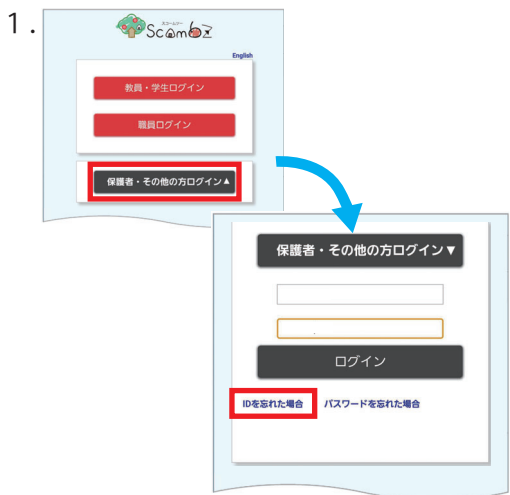 1.
スコームツー
ScombZ
English
教員・学生ログイン
職員ログイン
保護者・その他の方ログイン▲
保護者・その他の方ログイン▼
ログイン
IDを忘れた場合 パスワードを忘れた場合